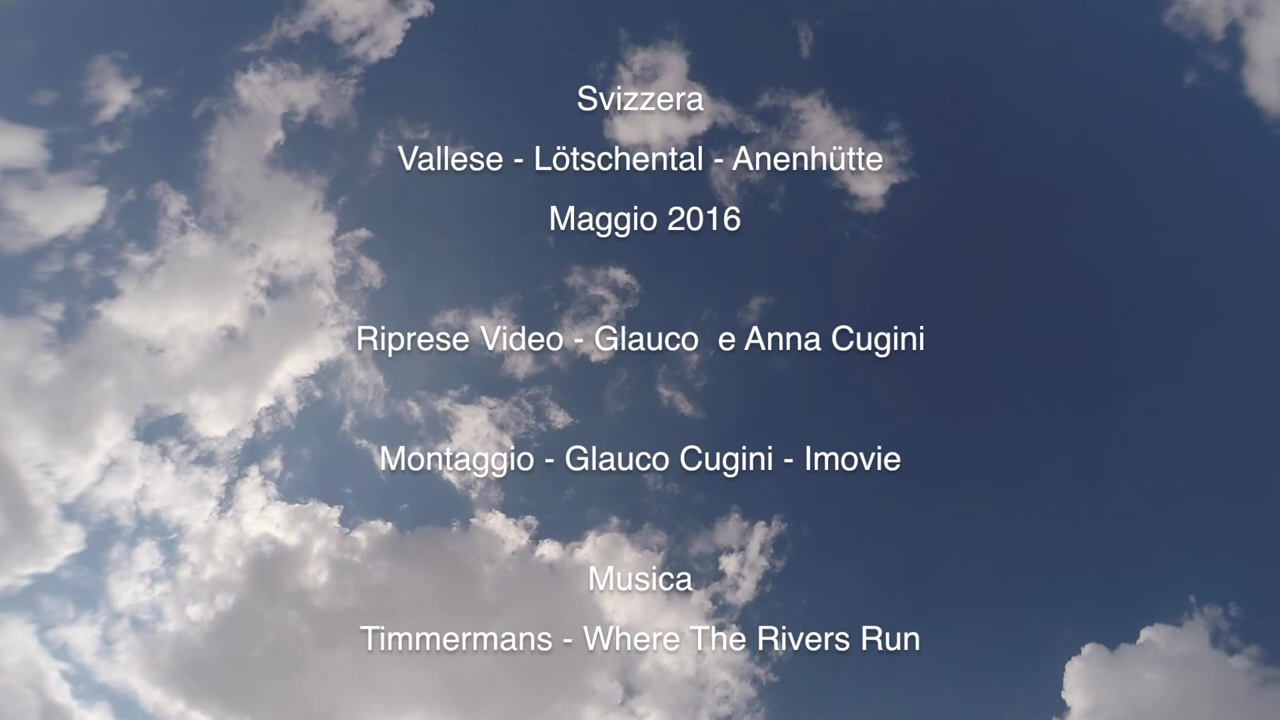 Svizzera
Vallese - Lötschental - Anenhütte
Maggio 2016
Riprese Video - Glauco  e Anna Cugini
Montaggio - Glauco Cugini - Imovie
Musica
Timmermans - Where The Rivers Run